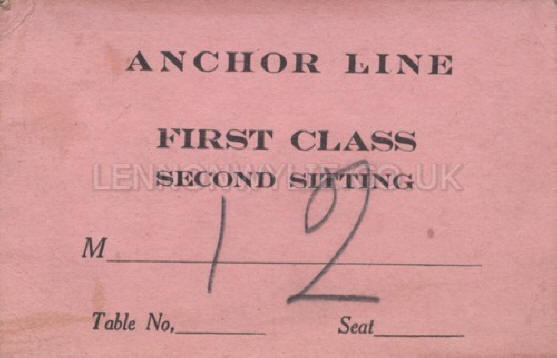 ANCHOR LINE
FIRST CLASS
SECOND SITTING
LENNONWYLIE.CO.UK
12
M
Table No, Seat